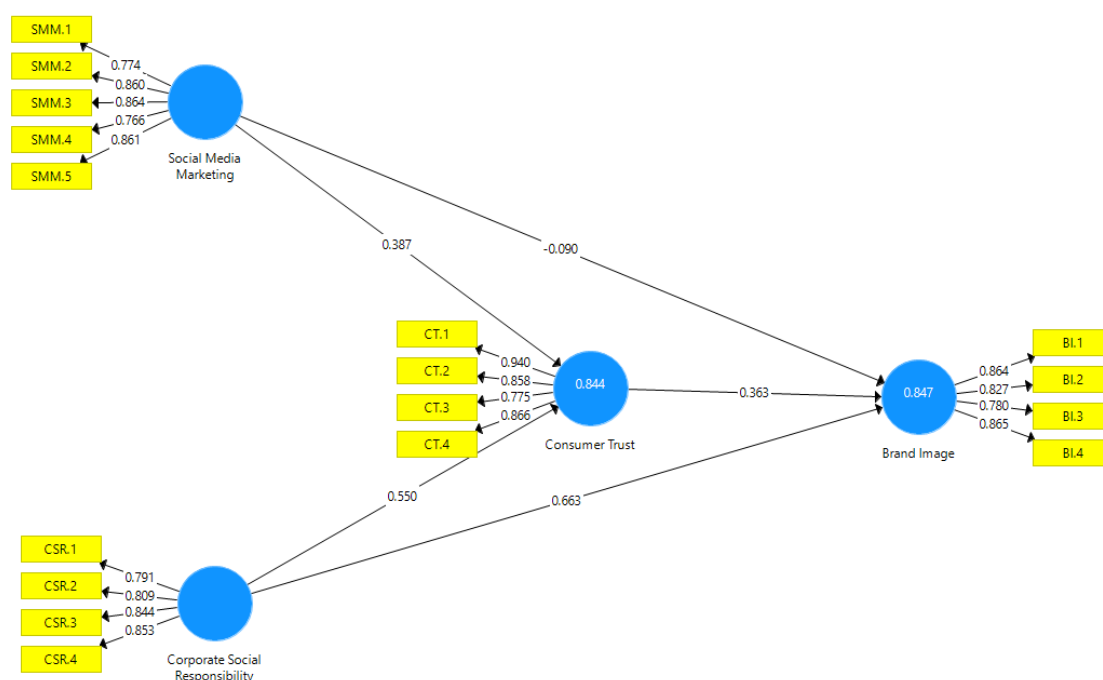 SMM.1
0.774
SMM.2
0.860
SMM.3
0.864
SMM.4
0.766
SMM.5
0.861
Social Media
Marketing
0.387
-0.090
CT.1
0.940
CT.2
0.858
CT.3
0.775
CT.4
0.866
0.844
Consumer Trust
0.363
0.847
Brand Image
BI.1
0.864
BI.2
0.827
BI.3
0.780
BI.4
0.865
0.550
0.663
CSR.1
0.791
CSR.2
0.809
CSR.3
0.844
CSR.4
0.853
Corporate Social
Responsibility